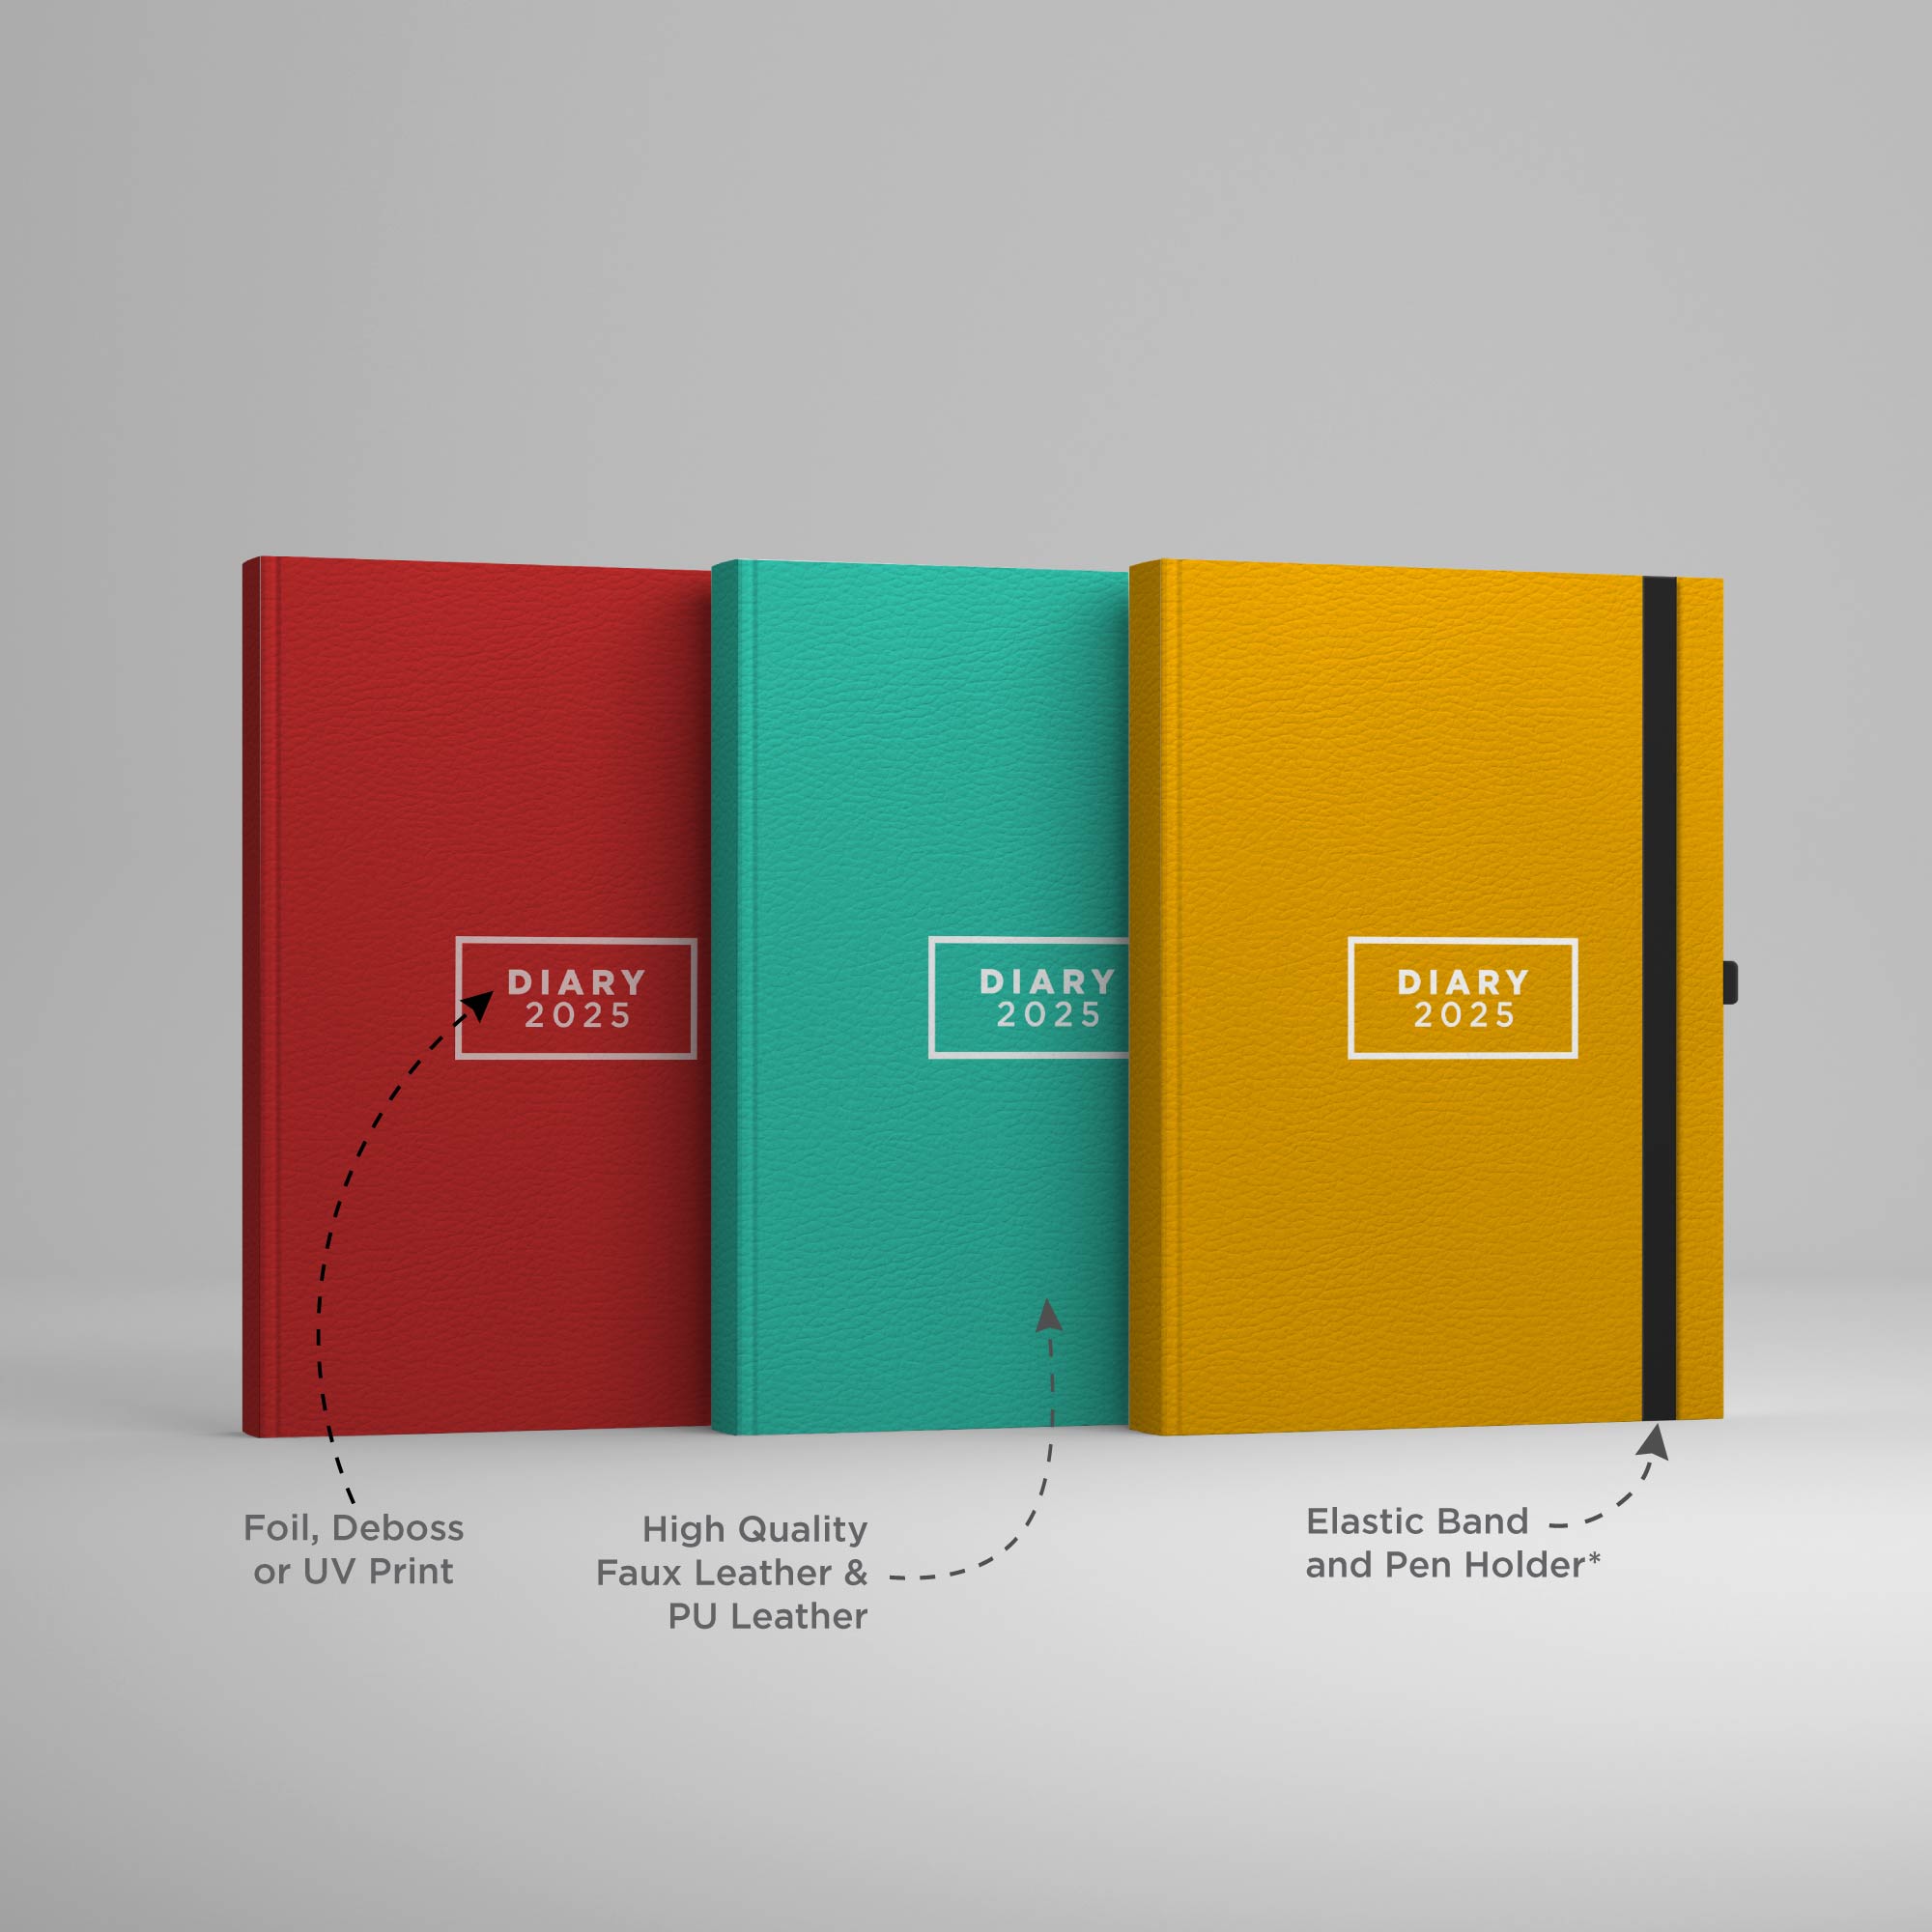 DIARY
2025
DIARY
2025
DIARY
2025
Foil, Deboss
or UV Print
High Quality
Faux Leather &
PU Leather
Elastic Band
and Pen Holder*